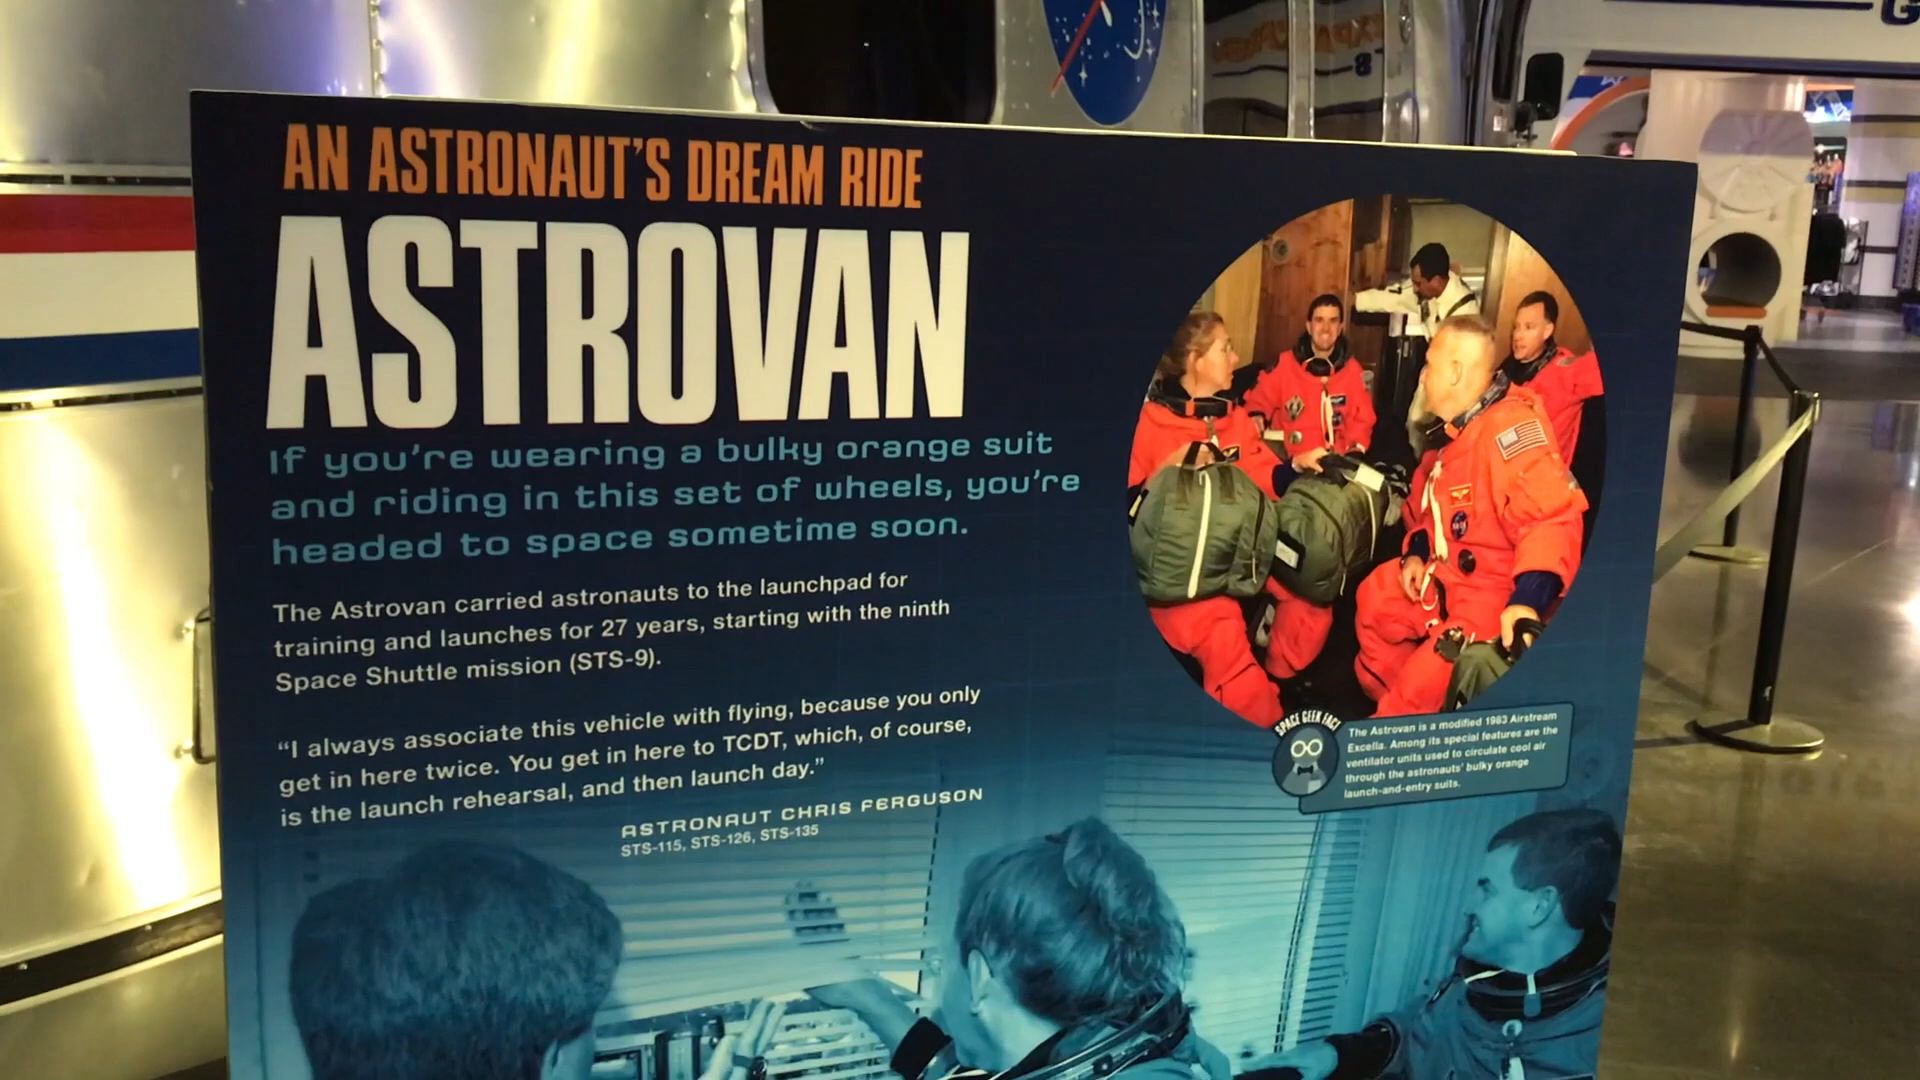 AN ASTRONAUT'S DREAM RIDE
ASTROVAN
If you're wearing a bulky orange suit
and riding in this set of wheels, you're
headed to space sometime soon.
The Astrovan carried astronauts to the launchpad for
training and launches for 27 years, starting with the ninth
Space Shuttle mission (STS-9).
“I always associate this vehicle with flying, because you only
get in here twice. You get in here to TCDT, which, of course,
is the launch rehearsal, and then launch day.”
ASTRONAUT CHRIS FERGUSON
STS-115, STS-126, STS-135
SPACE GEEK FACT
The Astrovan is a modified 1983 Airstream
Excella. Among its special features are the
ventilator units used to circulate cool air
through the astronauts' bulky orange
launch-and-entry suits.